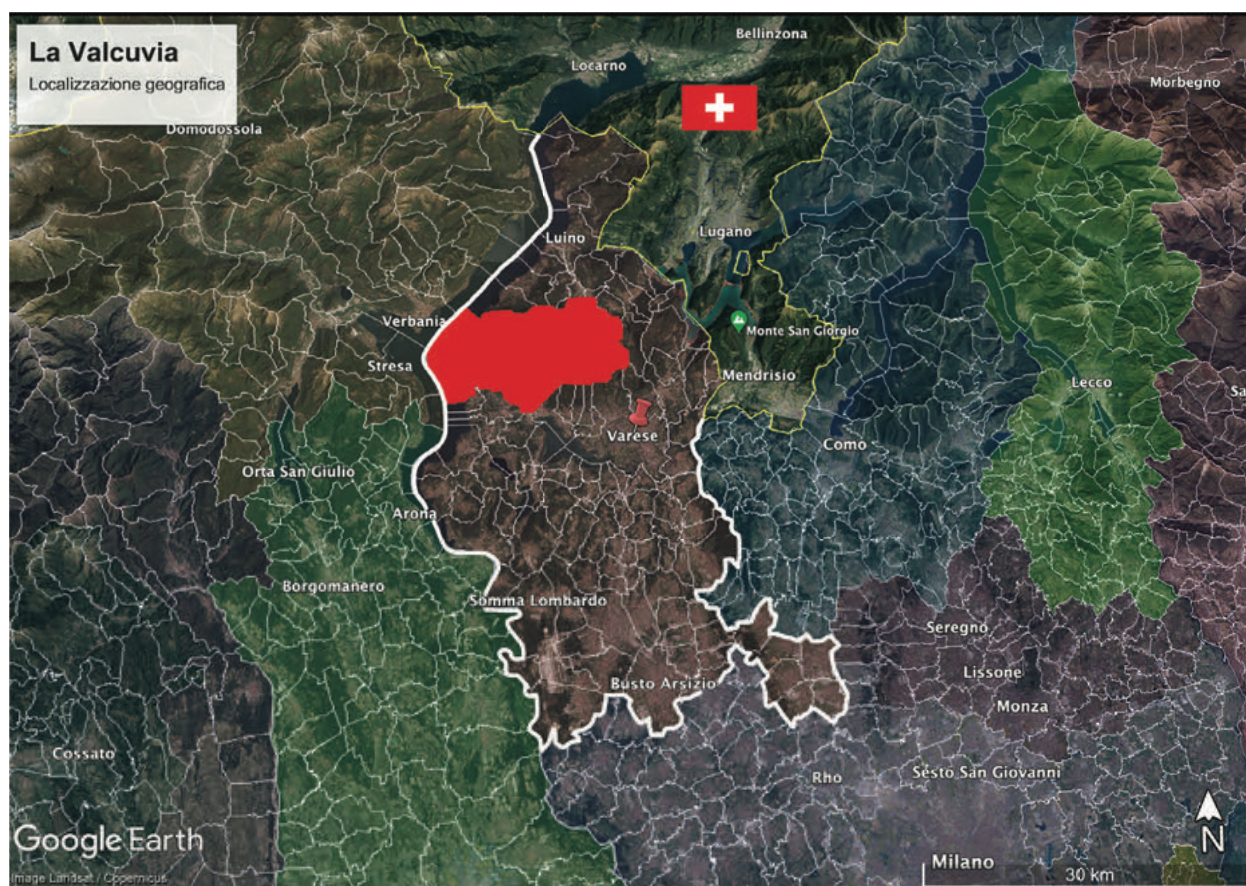 La Valcuvia
Localizzazione geografica
Bellinzona
Locarno
Morbegno
Domodossola
Luino
Lugano
Verbania
Monte San Giorgio
Stresa
Mendrisio
Lecco
Sa
Varese
Como
Orta San Giulio
Arona
Borgomanero
Somma Lombardo
Seregno
Lissone
Busto Arsizio
Monza
Cossato
Rho
Sesto San Giovanni
Google Earth
N
Milano
30 km
Image Landsat / Copernicus